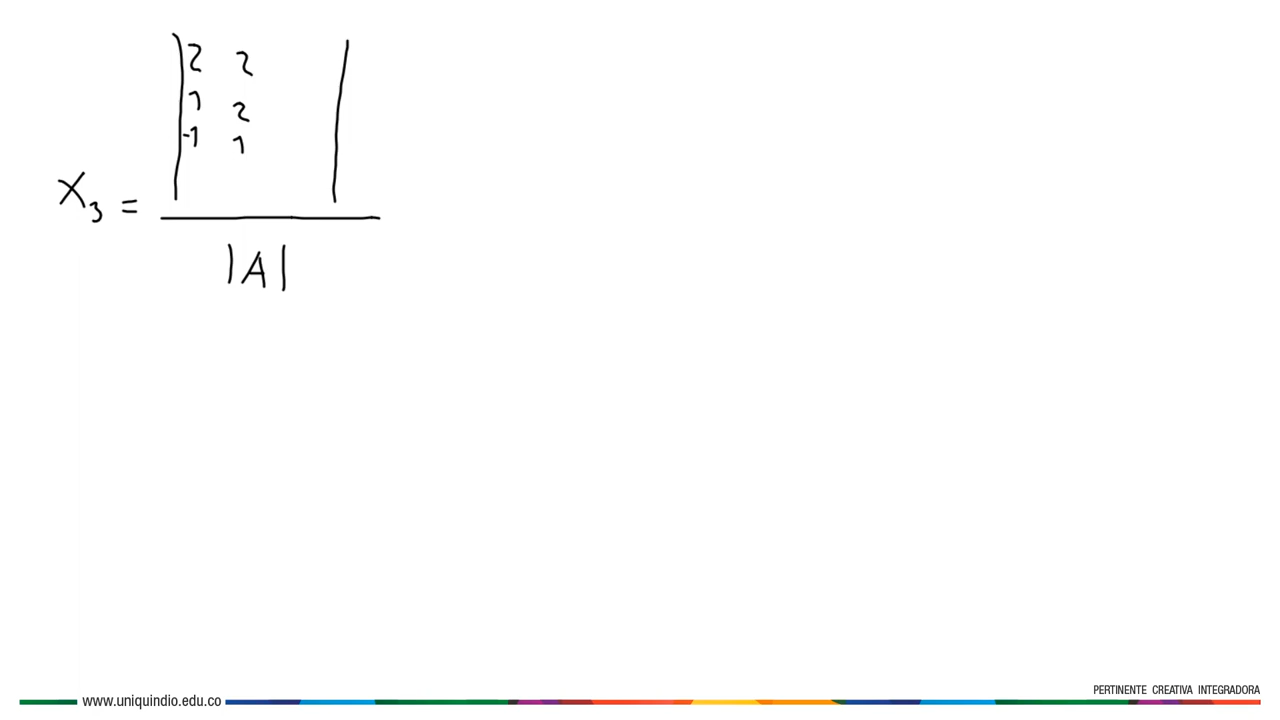 2 2
1 2
-1 1
X₃ =
|A|
www.uniquindio.edu.co
PERTINENTE CREATIVA INTEGRADORA